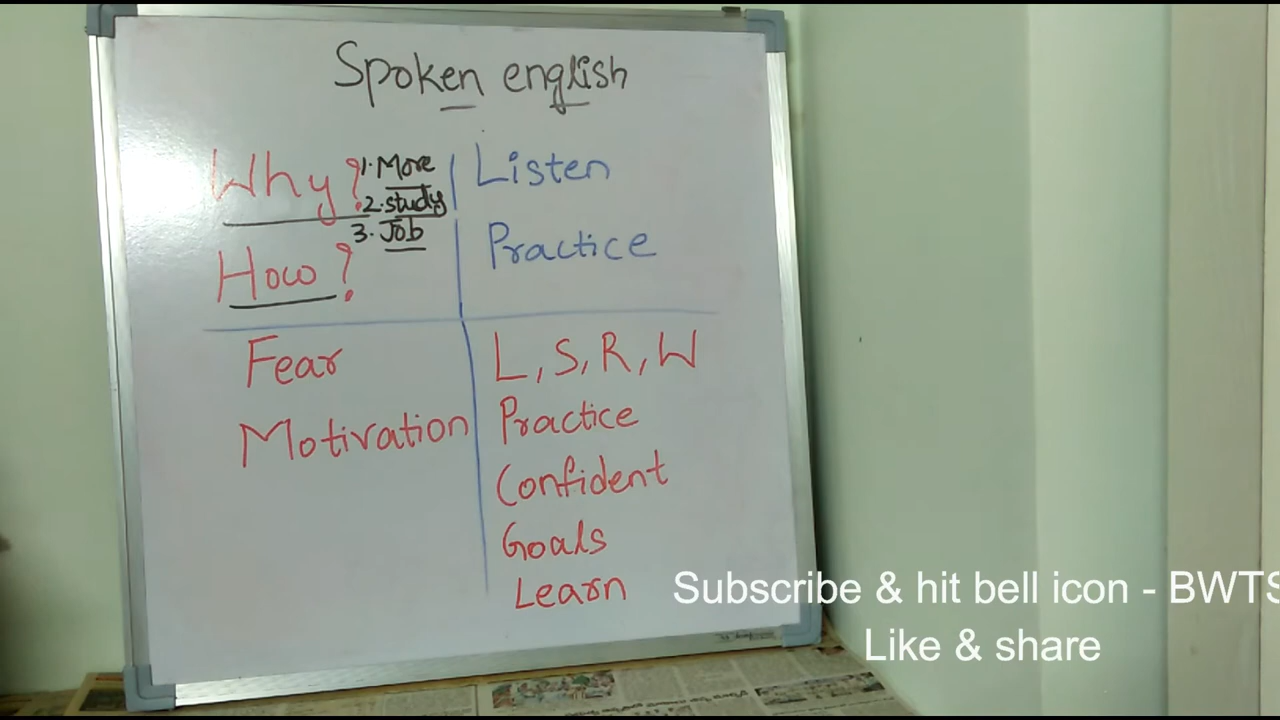 Spoken english
Why? 1. More
2. study
3. Job
How?
Listen
Practice
Fear
Motivation
L, S, R, W
Practice
Confident
Goals
Learn
Subscribe & hit bell icon - BWTS
Like & share